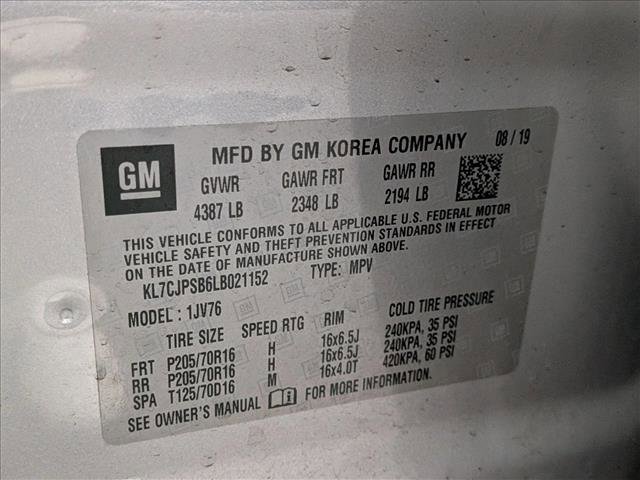 GM
MFD BY GM KOREA COMPANY 08 / 19
GVWR GAWR FRT GAWR RR
4387 LB 2348 LB 2194 LB
THIS VEHICLE CONFORMS TO ALL APPLICABLE U.S. FEDERAL MOTOR
VEHICLE SAFETY AND THEFT PREVENTION STANDARDS IN EFFECT
ON THE DATE OF MANUFACTURE SHOWN ABOVE.
KL7CJPSB6LB021152 TYPE: MPV
MODEL : 1JV76
TIRE SIZE SPEED RTG RIM COLD TIRE PRESSURE
FRT P205/70R16 H 16x6.5J 240KPA, 35 PSI
RR P205/70R16 H 16x6.5J 240KPA, 35 PSI
SPA T125/70D16 M 16x4.0T 420KPA, 60 PSI
SEE OWNER'S MANUAL FOR MORE INFORMATION.